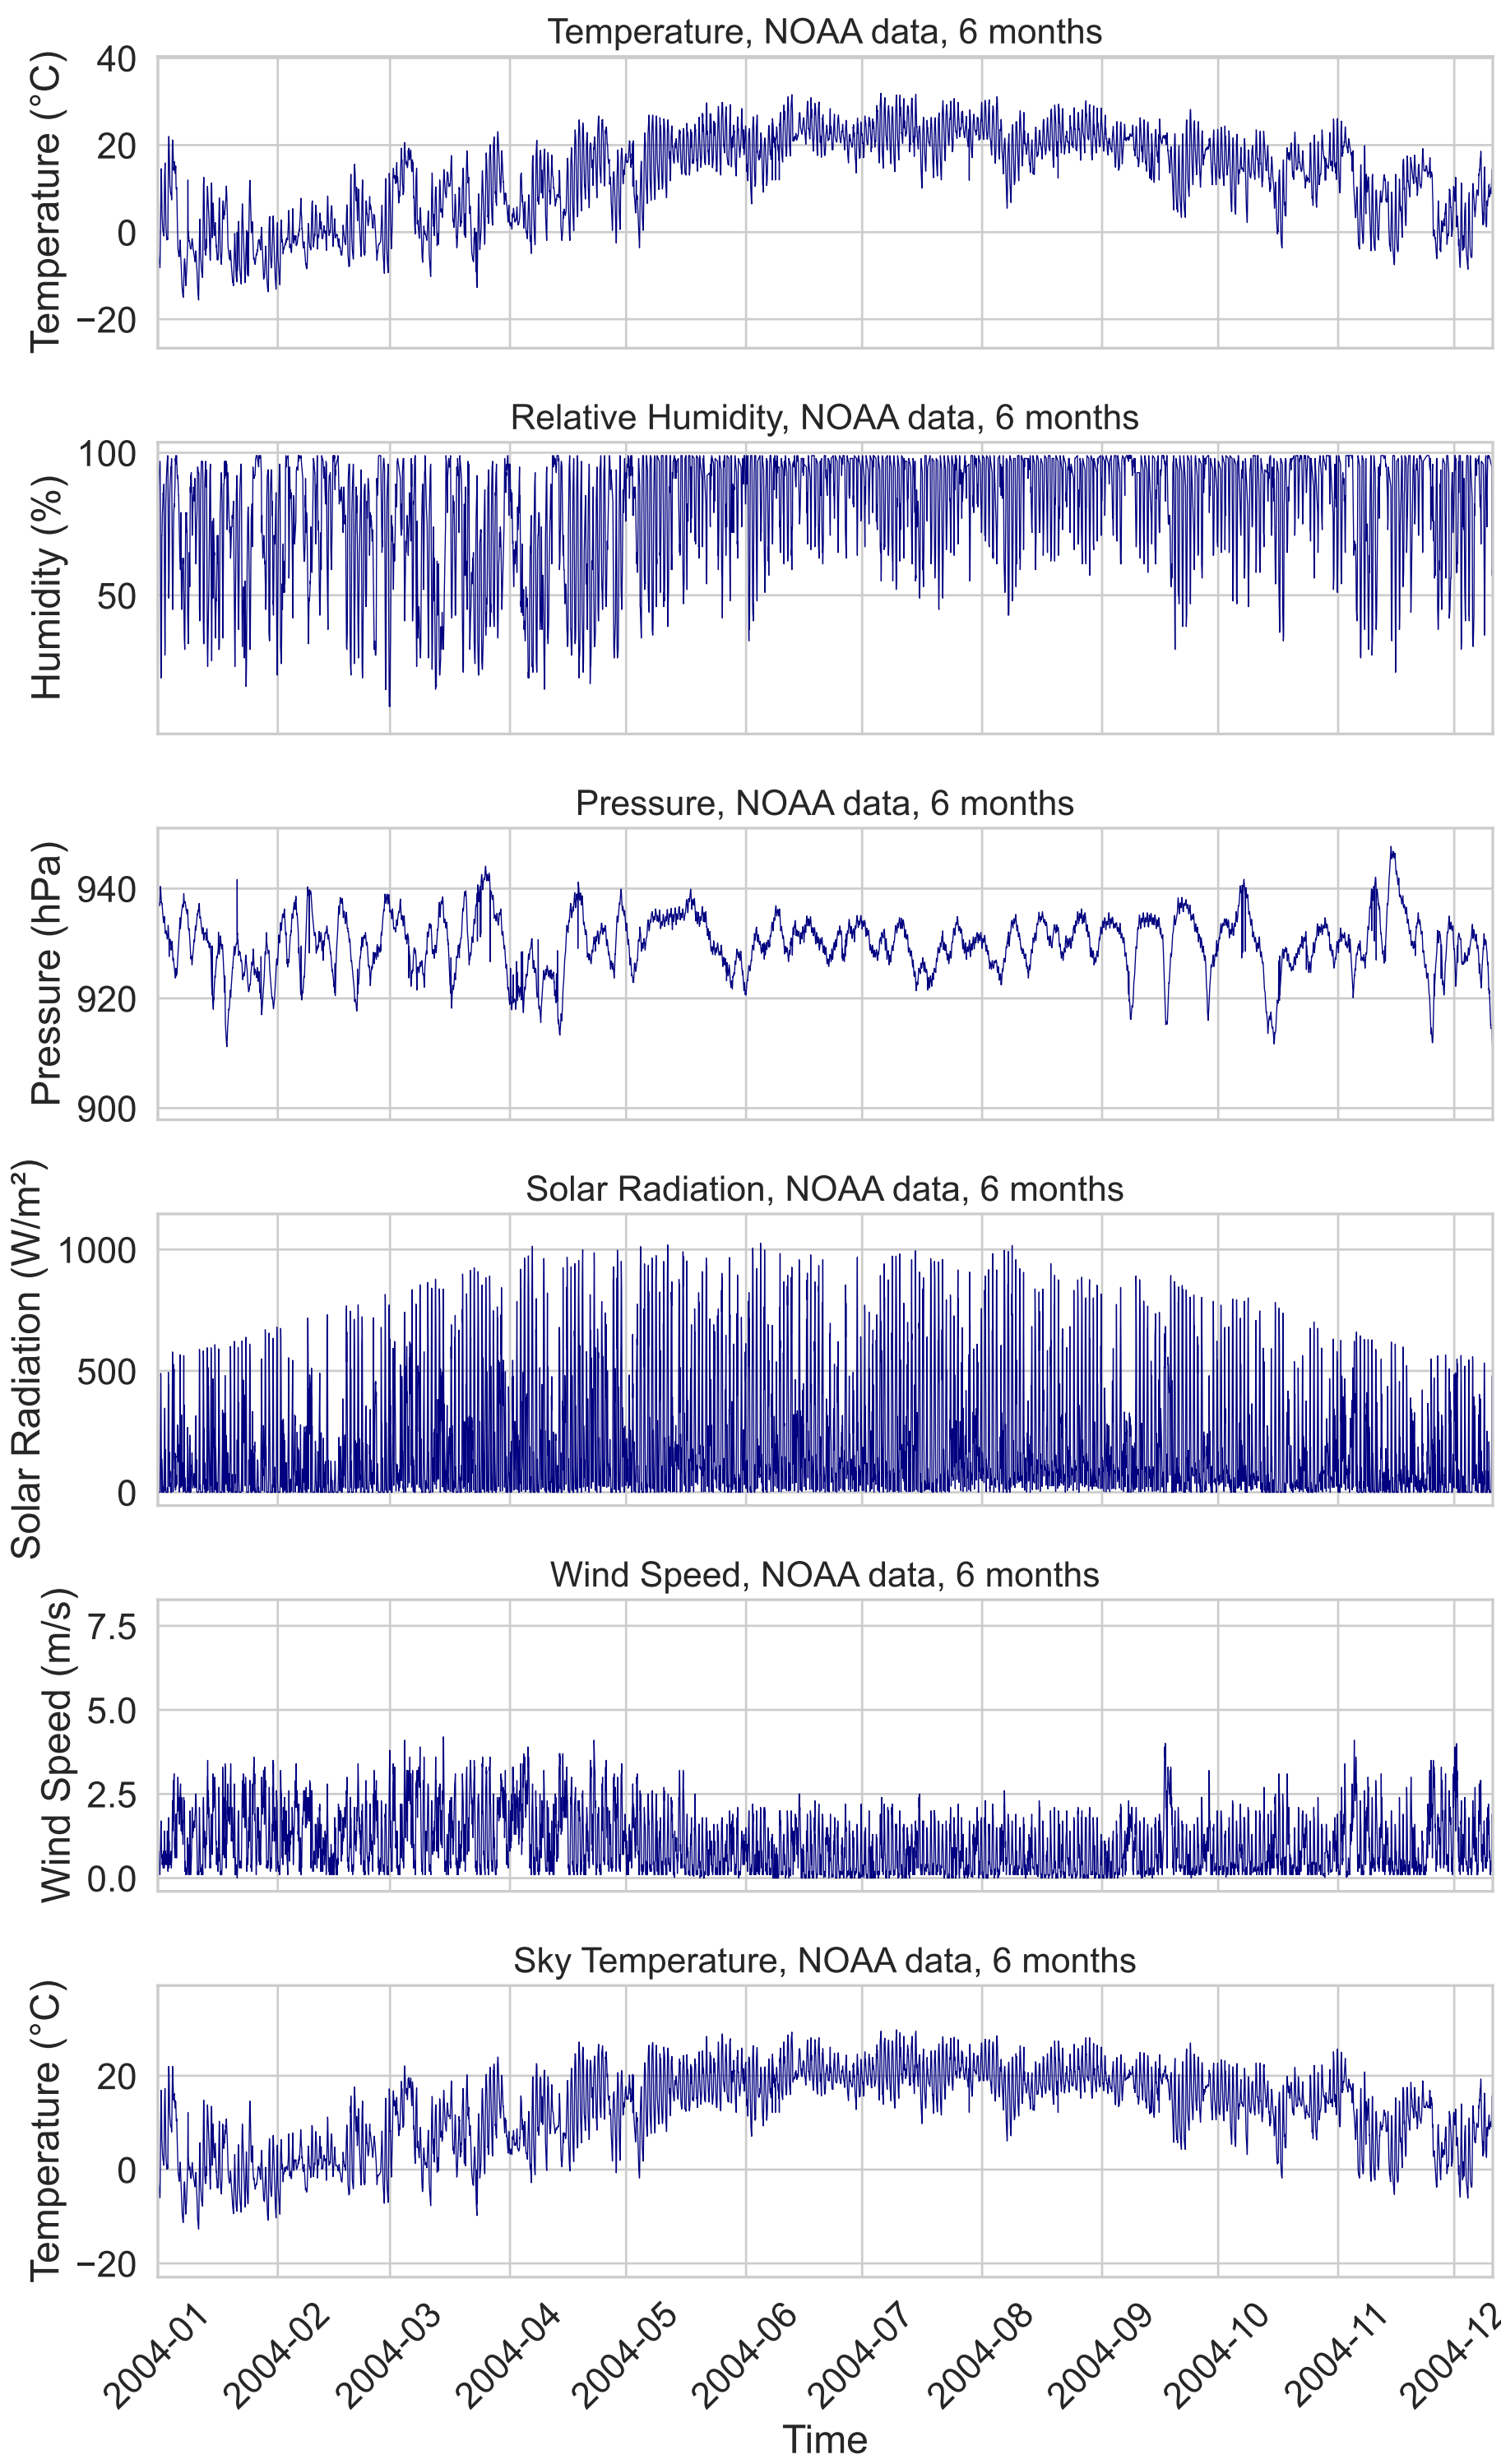 Temperature, NOAA data, 6 months
Temperature (°C)
40
20
0
−20
Relative Humidity, NOAA data, 6 months
Humidity (%)
100
50
Pressure, NOAA data, 6 months
Pressure (hPa)
940
920
900
Solar Radiation, NOAA data, 6 months
Solar Radiation (W/m²)
1000
500
0
Wind Speed, NOAA data, 6 months
Wind Speed (m/s)
7.5
5.0
2.5
0.0
Sky Temperature, NOAA data, 6 months
Temperature (°C)
20
0
−20
2004-01
2004-02
2004-03
2004-04
2004-05
2004-06
2004-07
2004-08
2004-09
2004-10
2004-11
2004-12
Time